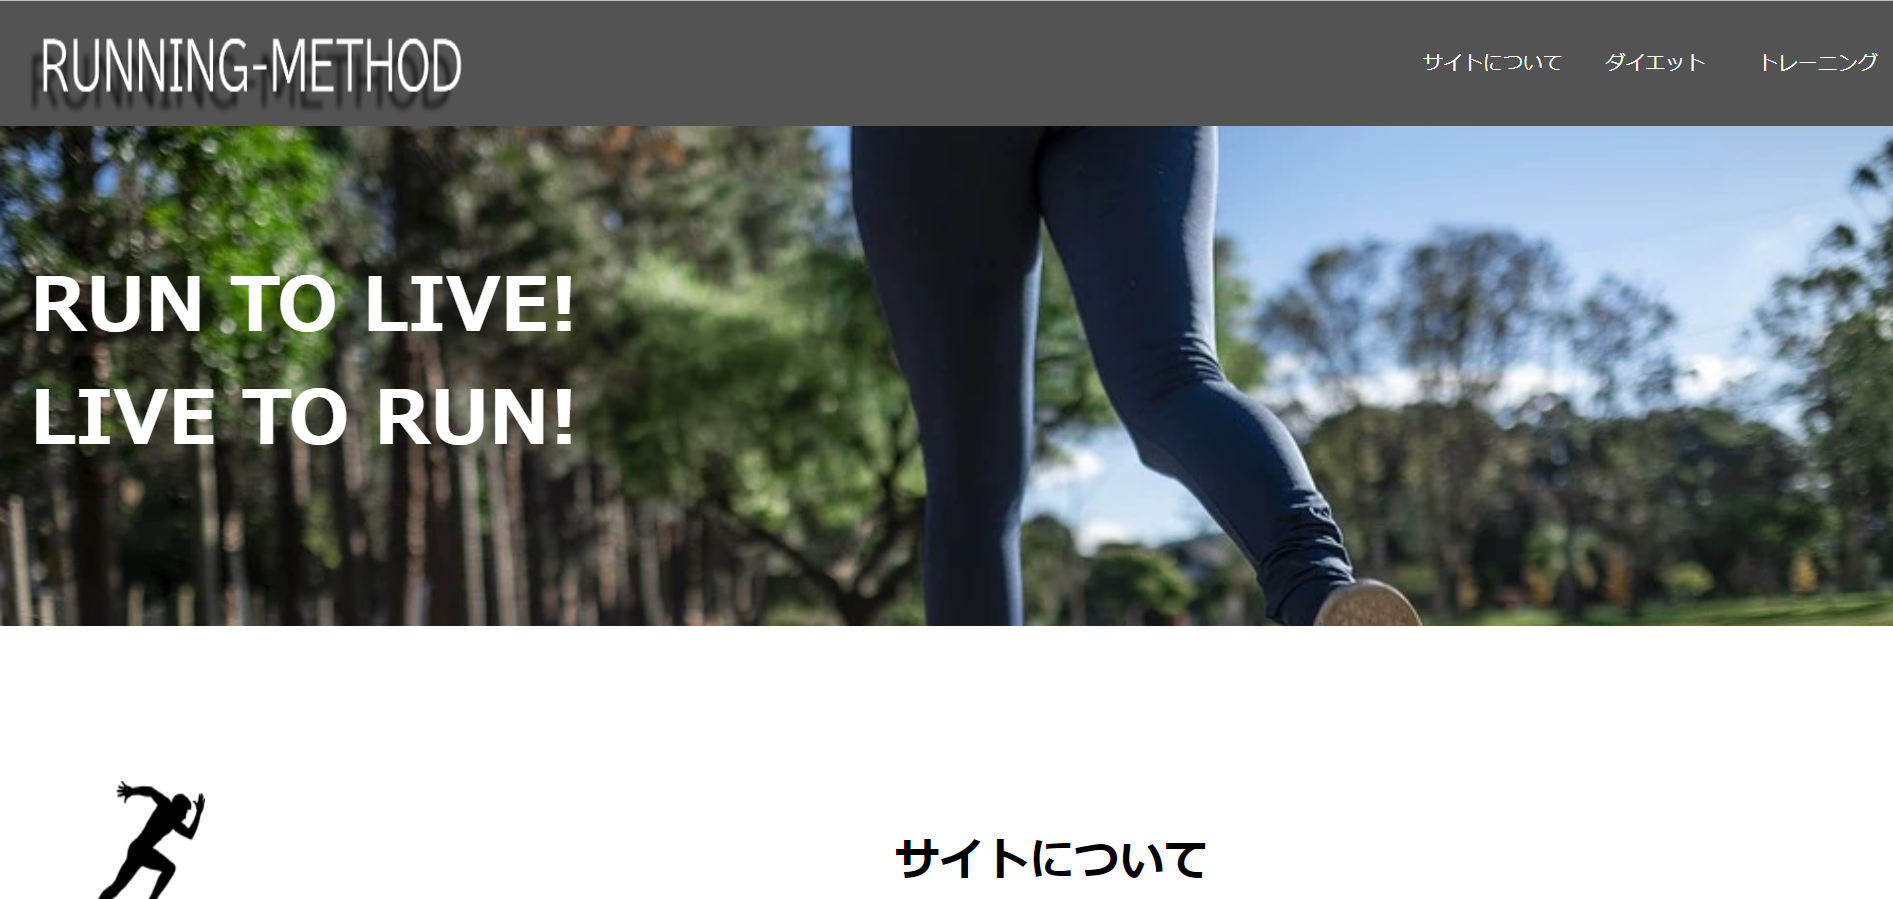 RUNNING-METHOD
サイトについて
ダイエット
トレーニング
RUN TO LIVE!
LIVE TO RUN!
サイトについて